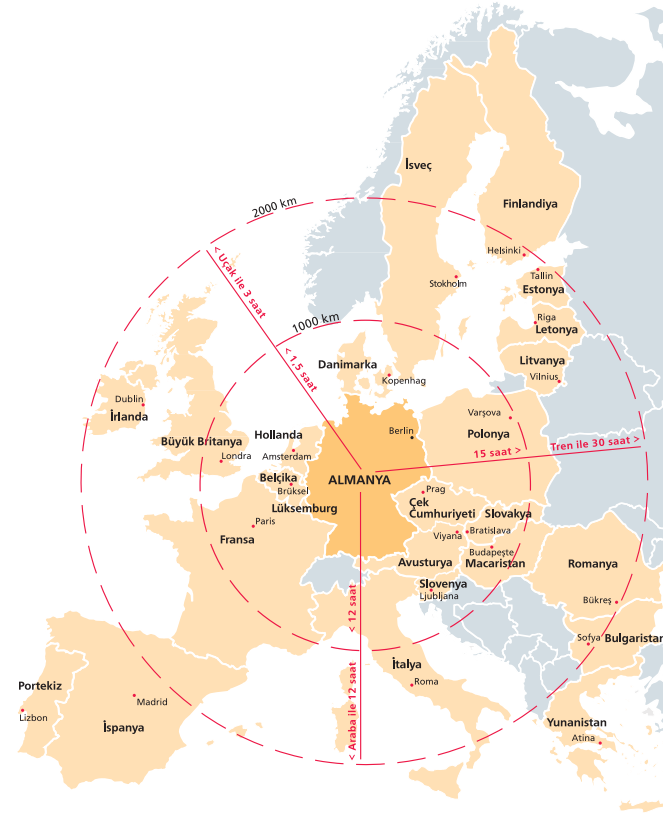 İsveç
Finlandiya
2000 km
Helsinki
Tallin
Estonya
< Uçak ile 3 saat
Stokholm
Riga
Letonya
1000 km
< 1.5 saat
Danimarka
Litvanya
Vilnius
Kopenhag
Dublin
İrlanda
Varşova
Büyük Britanya
Hollanda
Berlin
Polonya
Londra
Amsterdam
15 saat >
Tren ile 30 saat >
Belçika
Brüksel
ALMANYA
Prag
Lüksemburg
Çek
Cumhuriyeti
Slovakya
Paris
Fransa
Viyana
Bratislava
Budapeşte
Avusturya
Macaristan
Romanya
Slovenya
Ljubljana
Bükreş
< 12 saat
Sofya
Bulgaristan
İtalya
Roma
< Araba ile 12 saat
Portekiz
Lizbon
Madrid
İspanya
Yunanistan
Atina